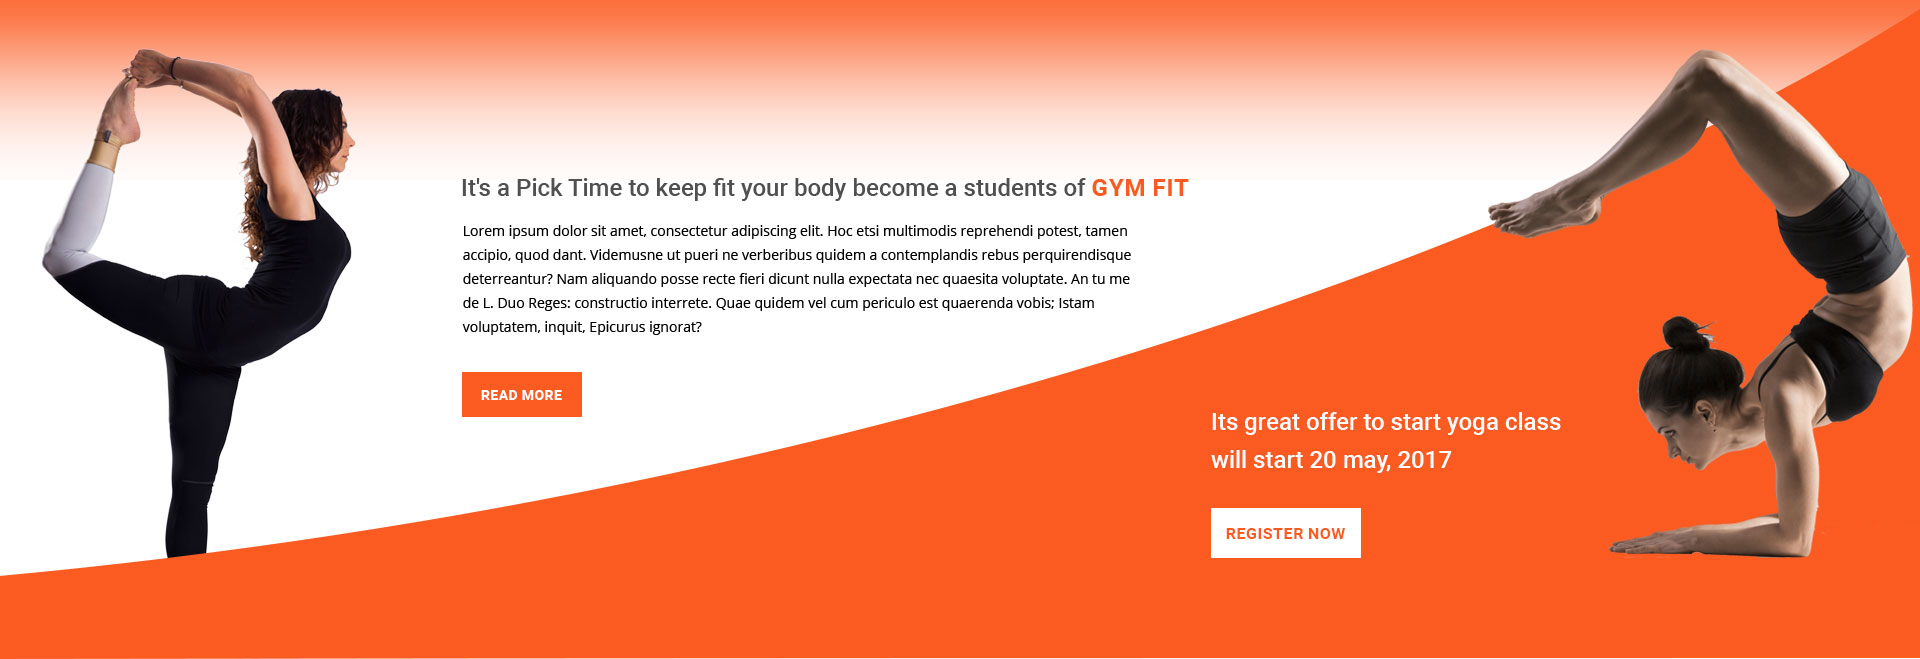 It's a Pick Time to keep fit your body become a students of GYM FIT
Lorem ipsum dolor sit amet, consectetur adipiscing elit. Hoc etsi multimodis reprehendi potest, tamen
accipio, quod dant. Videmusne ut pueri ne verberibus quidem a contemplandis rebus perquirendisque
deterreantur? Nam aliquando posse recte fieri dicunt nulla expectata nec quaesita voluptate. An tu me
de L. Duo Reges: constructio interrete. Quae quidem vel cum periculo est quaerenda vobis; Istam
voluptatem, inquit, Epicurus ignorat?
READ MORE
Its great offer to start yoga class
will start 20 may, 2017
REGISTER NOW